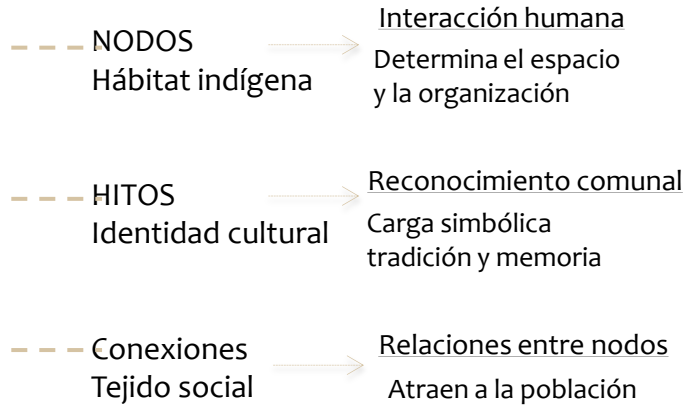 NODOS
Hábitat indígena
Interacción humana
Determina el espacio
y la organización
HITOS
Identidad cultural
Reconocimiento comunal
Carga simbólica
tradición y memoria
Conexiones
Tejido social
Relaciones entre nodos
Atraen a la población